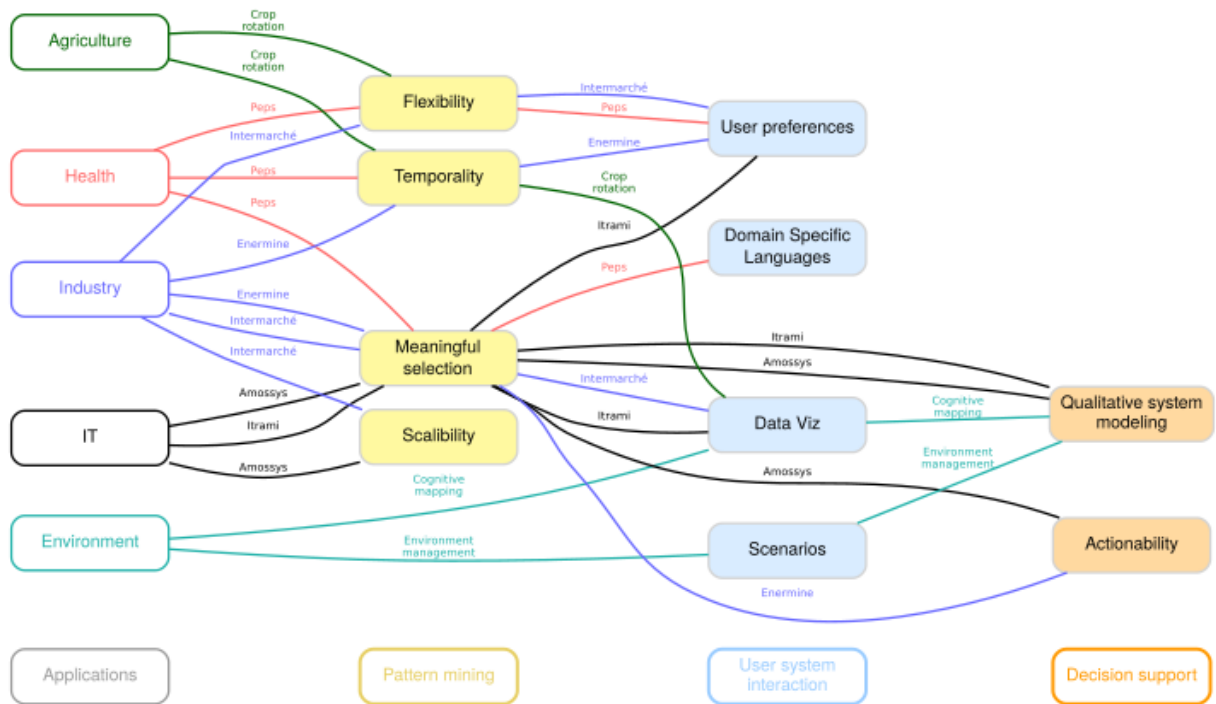 Agriculture
Health
Industry
IT
Environment
Crop
rotation
Crop
rotation
Peps
Intermarché
Peps
Peps
Enermine
Enermine
Intermarché
Intermarché
Amossys
Itrami
Amossys
Cognitive
mapping
Environment
management
Flexibility
Temporality
Meaningful
selection
Scalibility
Intermarché
Peps
Enermine
Crop
rotation
Itrami
Peps
Intermarché
Itrami
User preferences
Domain Specific
Languages
Data Viz
Scenarios
Itrami
Amossys
Cognitive
mapping
Environment
management
Amossys
Enermine
Qualitative system
modeling
Actionability
Applications
Pattern mining
User system
interaction
Decision support